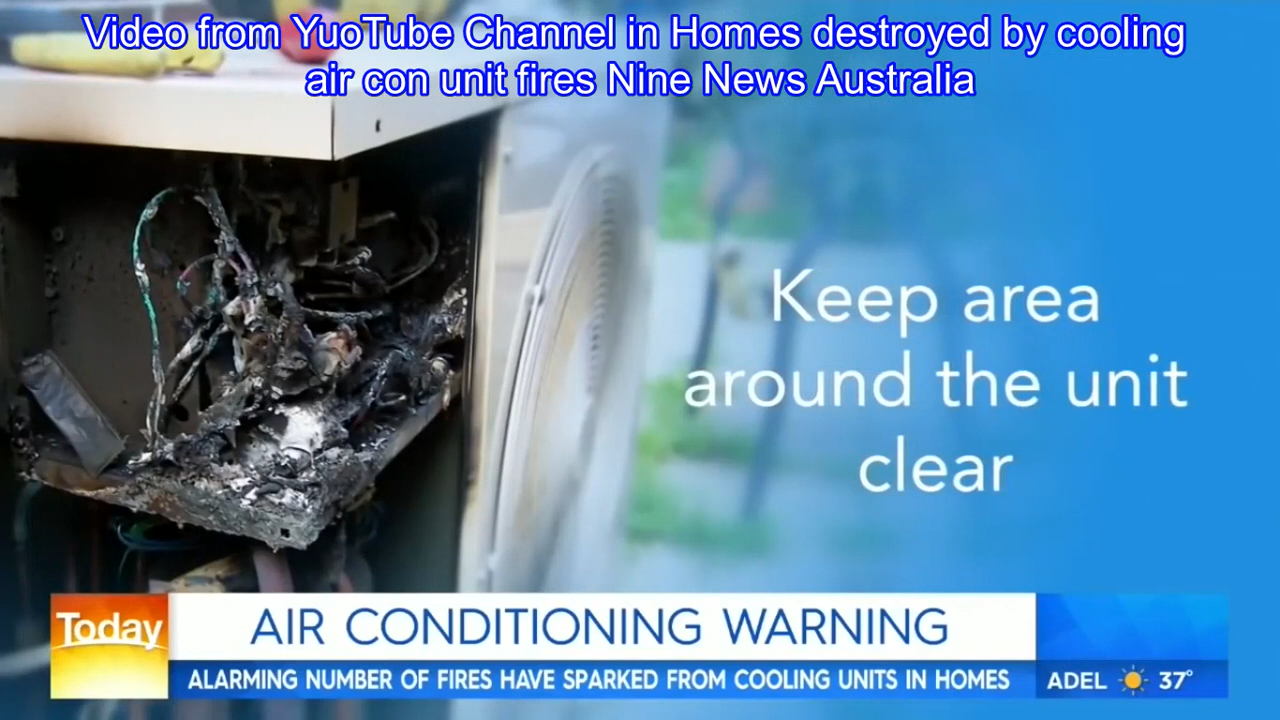 Video from YuoTube Channel in Homes destroyed by cooling
air con unit fires Nine News Australia
Keep area
around the unit
clear
Today
AIR CONDITIONING WARNING
ALARMING NUMBER OF FIRES HAVE SPARKED FROM COOLING UNITS IN HOMES
ADEL 37°